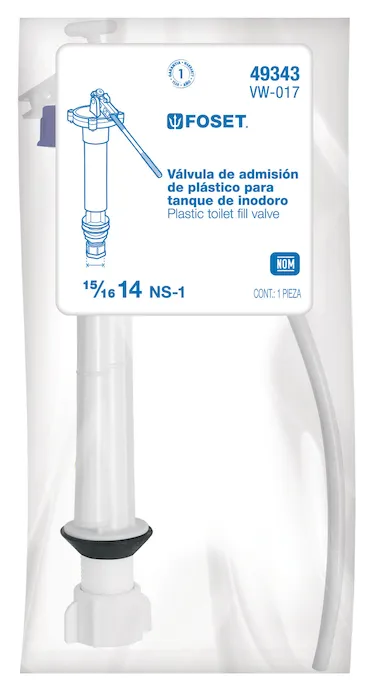 1
49343
VW-017
FOSET.
Válvula de admisión
de plástico para
tanque de inodoro
Plastic toilet fill valve
NOM
15/16 14 NS-1
CONT.: 1 PIEZA